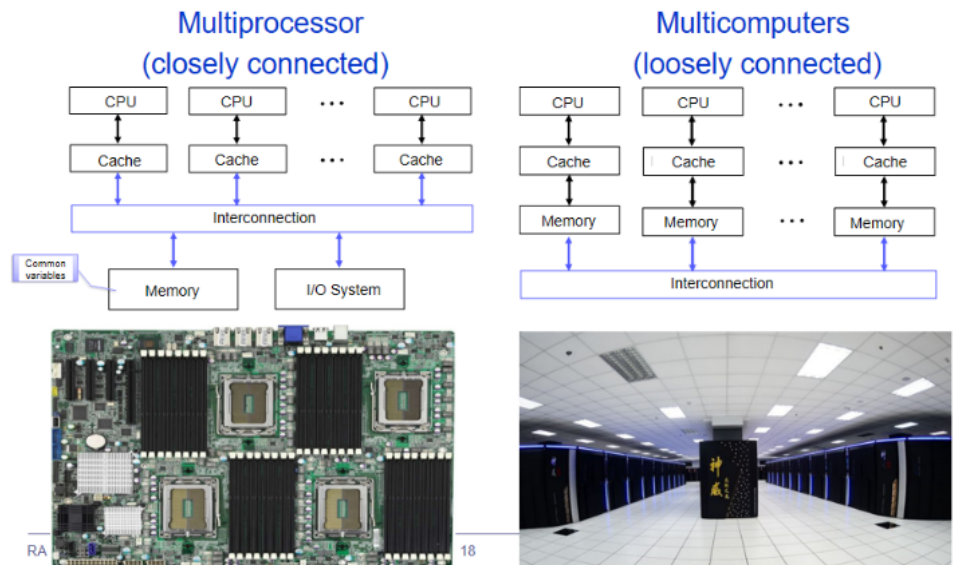 Multiprocessor
(closely connected)
CPU
CPU
...
CPU
Cache
Cache
...
Cache
Interconnection
Common
variables
Memory
I/O System
Multicomputers
(loosely connected)
CPU
CPU
...
CPU
Cache
Cache
...
Cache
Memory
Memory
...
Memory
Interconnection
神
威
RA
18